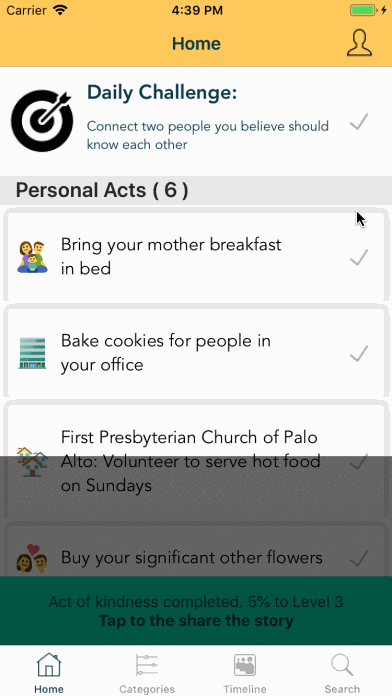 Carrier 4:39 PM
Home
Daily Challenge:
Connect two people you believe should
know each other
Personal Acts ( 6 )
Bring your mother breakfast
in bed
Bake cookies for people in
your office
First Presbyterian Church of Palo
Alto: Volunteer to serve hot food
on Sundays
Buy your significant other flowers
Act of kindness completed. 5% to Level 3
Tap to the share the story
Home Categories Timeline Search